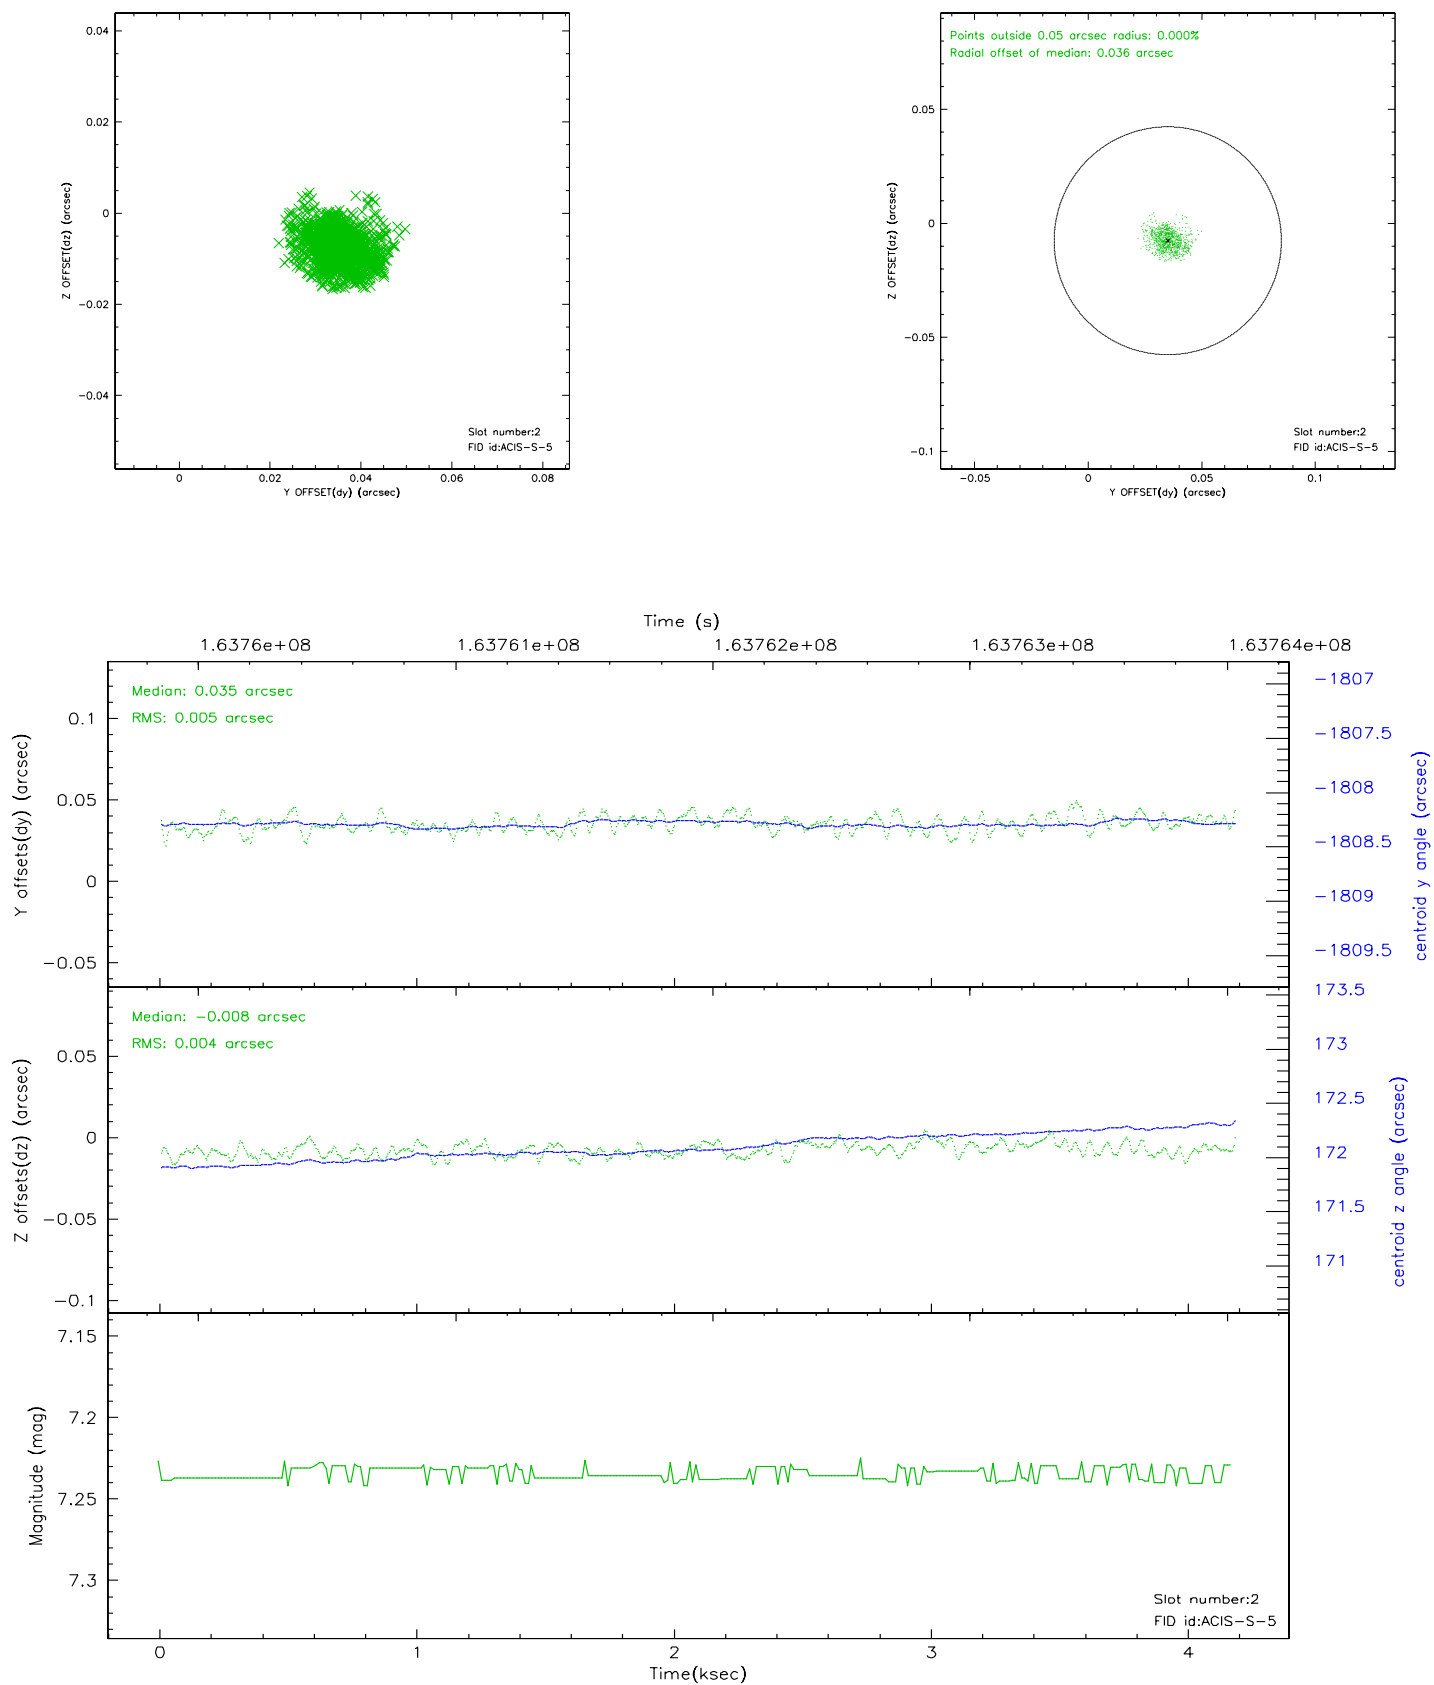 0.04
0.02
0
-0.02
-0.04
Z OFFSET(dz) (arcsec)
Slot number:2
FID id:ACIS-S-5
0 0.02 0.04 0.06 0.08
Y OFFSET(dy) (arcsec)
Points outside 0.05 arcsec radius: 0.000%
Radial offset of median: 0.036 arcsec
0.05
0
-0.05
-0.1
Z OFFSET(dz) (arcsec)
Slot number:2
FID id:ACIS-S-5
-0.05 0 0.05 0.1
Y OFFSET(dy) (arcsec)
Time (s)
1.6376e+08 1.63761e+08 1.63762e+08 1.63763e+08 1.63764e+08
Median: 0.035 arcsec
RMS: 0.005 arcsec
0.1
0.05
0
-0.05
Y offsets(dy) (arcsec)
-1807
-1807.5
-1808
-1808.5
-1809
-1809.5
centroid y angle (arcsec)
Median: -0.008 arcsec
RMS: 0.004 arcsec
0.05
0
-0.05
-0.1
Z offsets(dz) (arcsec)
173.5
173
172.5
172
171.5
171
centroid z angle (arcsec)
7.15
7.2
7.25
7.3
Magnitude (mag)
Slot number:2
FID id:ACIS-S-5
0 1 2 3 4
Time(ksec)